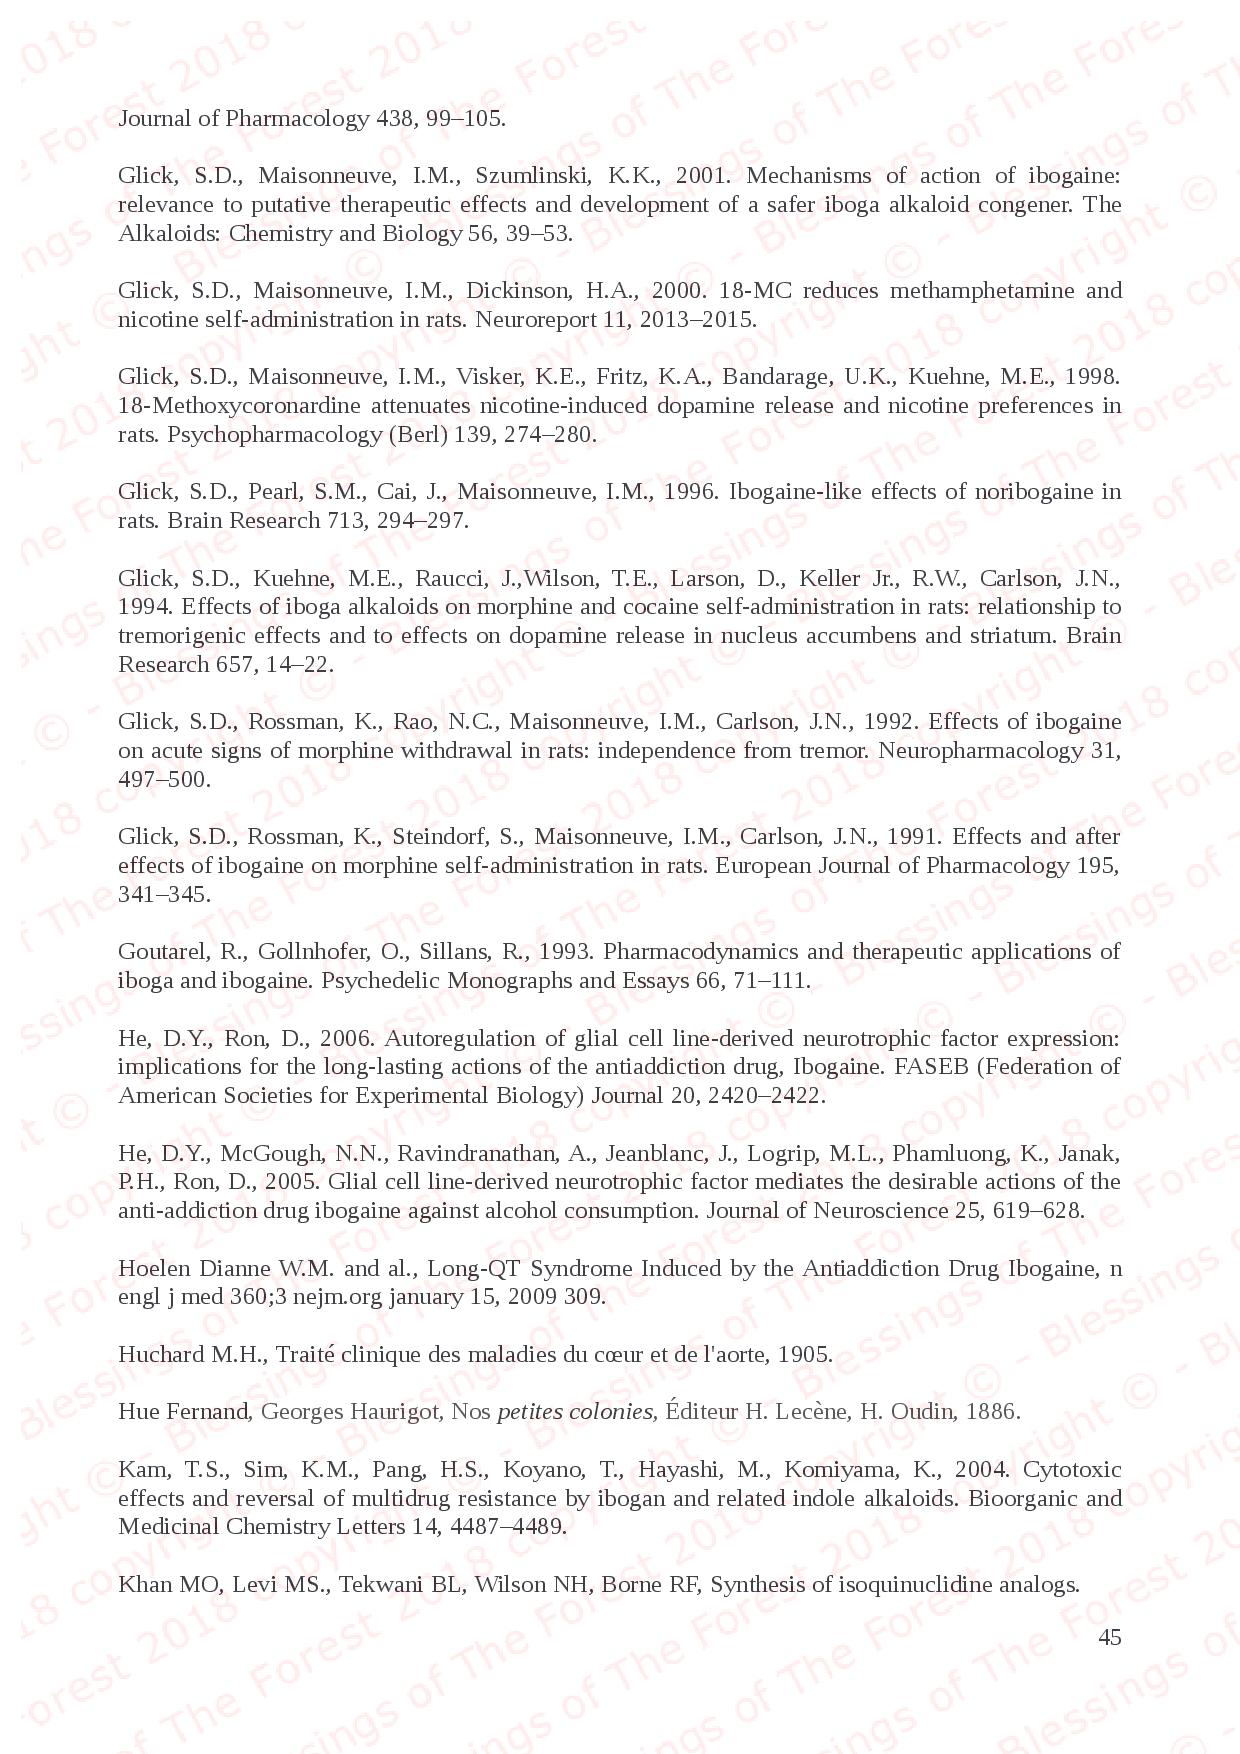 Journal of Pharmacology 438, 99–105.
Glick, S.D., Maisonneuve, I.M., Szumlinski, K.K., 2001. Mechanisms of action of ibogaine:
relevance to putative therapeutic effects and development of a safer iboga alkaloid congener. The
Alkaloids: Chemistry and Biology 56, 39–53.
Glick, S.D., Maisonneuve, I.M., Dickinson, H.A., 2000. 18-MC reduces methamphetamine and
nicotine self-administration in rats. Neuroreport 11, 2013–2015.
Glick, S.D., Maisonneuve, I.M., Visker, K.E., Fritz, K.A., Bandarage, U.K., Kuehne, M.E., 1998.
18-Methoxycoronardine attenuates nicotine-induced dopamine release and nicotine preferences in
rats. Psychopharmacology (Berl) 139, 274–280.
Glick, S.D., Pearl, S.M., Cai, J., Maisonneuve, I.M., 1996. Ibogaine-like effects of noribogaine in
rats. Brain Research 713, 294–297.
Glick, S.D., Kuehne, M.E., Raucci, J.,Wilson, T.E., Larson, D., Keller Jr., R.W., Carlson, J.N.,
1994. Effects of iboga alkaloids on morphine and cocaine self-administration in rats: relationship to
tremorigenic effects and to effects on dopamine release in nucleus accumbens and striatum. Brain
Research 657, 14–22.
Glick, S.D., Rossman, K., Rao, N.C., Maisonneuve, I.M., Carlson, J.N., 1992. Effects of ibogaine
on acute signs of morphine withdrawal in rats: independence from tremor. Neuropharmacology 31,
497–500.
Glick, S.D., Rossman, K., Steindorf, S., Maisonneuve, I.M., Carlson, J.N., 1991. Effects and after
effects of ibogaine on morphine self-administration in rats. European Journal of Pharmacology 195,
341–345.
Goutarel, R., Gollnhofer, O., Sillans, R., 1993. Pharmacodynamics and therapeutic applications of
iboga and ibogaine. Psychedelic Monographs and Essays 66, 71–111.
He, D.Y., Ron, D., 2006. Autoregulation of glial cell line-derived neurotrophic factor expression:
implications for the long-lasting actions of the antiaddiction drug, Ibogaine. FASEB (Federation of
American Societies for Experimental Biology) Journal 20, 2420–2422.
He, D.Y., McGough, N.N., Ravindranathan, A., Jeanblanc, J., Logrip, M.L., Phamluong, K., Janak,
P.H., Ron, D., 2005. Glial cell line-derived neurotrophic factor mediates the desirable actions of the
anti-addiction drug ibogaine against alcohol consumption. Journal of Neuroscience 25, 619–628.
Hoelen Dianne W.M. and al., Long-QT Syndrome Induced by the Antiaddiction Drug Ibogaine, n
engl j med 360;3 nejm.org january 15, 2009 309.
Huchard M.H., Traité clinique des maladies du cœur et de l'aorte, 1905.
Hue Fernand, Georges Haurigot, Nos petites colonies, Éditeur H. Lecène, H. Oudin, 1886.
Kam, T.S., Sim, K.M., Pang, H.S., Koyano, T., Hayashi, M., Komiyama, K., 2004. Cytotoxic
effects and reversal of multidrug resistance by ibogan and related indole alkaloids. Bioorganic and
Medicinal Chemistry Letters 14, 4487–4489.
Khan MO, Levi MS., Tekwani BL, Wilson NH, Borne RF, Synthesis of isoquinuclidine analogs.
45